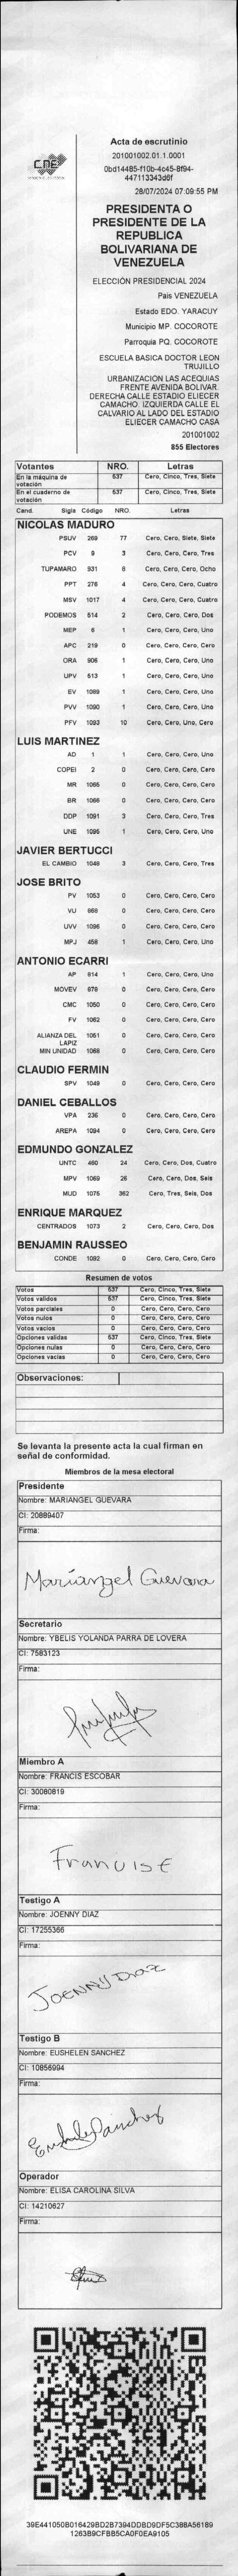 CNE
Acta de escrutinio
201001002.01.1.0001
0bd14485-f10b-4c45-8f94-
447113343d6f
28/07/2024 07:09:55 PM
PRESIDENTA O
PRESIDENTE DE LA
REPUBLICA
BOLIVARIANA DE
VENEZUELA
ELECCIÓN PRESIDENCIAL 2024
Pais VENEZUELA
Estado EDO. YARACUY
Municipio MP. COCOROTE
Parroquia PQ. COCOROTE
ESCUELA BASICA DOCTOR LEON
TRUJILLO
URBANIZACION LAS ACEQUIAS
FRENTE AVENIDA BOLIVAR.
DERECHA CALLE ESTADIO ELIECER
CAMACHO. IZQUIERDA CALLE EL
CALVARIO AL LADO DEL ESTADIO
ELIECER CAMACHO CASA
201001002
855 Electores
Votantes NRO. Letras
En la máquina de votación 537 Cero, Cinco, Tres, Siete
En el cuaderno de votación 537 Cero, Cinco, Tres, Siete
Cand. Sigla Código NRO. Letras
NICOLAS MADURO
PSUV 269 77 Cero, Cero, Siete, Siete
PCV 9 3 Cero, Cero, Cero, Tres
TUPAMARO 931 8 Cero, Cero, Cero, Ocho
PPT 276 4 Cero, Cero, Cero, Cuatro
MSV 1017 4 Cero, Cero, Cero, Cuatro
PODEMOS 514 2 Cero, Cero, Cero, Dos
MEP 6 1 Cero, Cero, Cero, Uno
APC 219 0 Cero, Cero, Cero, Cero
ORA 906 1 Cero, Cero, Cero, Uno
UPV 513 1 Cero, Cero, Cero, Uno
EV 1089 1 Cero, Cero, Cero, Uno
PVV 1090 1 Cero, Cero, Cero, Uno
PFV 1093 10 Cero, Cero, Uno, Cero
LUIS MARTINEZ
AD 1 1 Cero, Cero, Cero, Uno
COPEI 2 0 Cero, Cero, Cero, Cero
MR 1065 0 Cero, Cero, Cero, Cero
BR 1066 0 Cero, Cero, Cero, Cero
DDP 1091 3 Cero, Cero, Cero, Tres
UNE 1095 1 Cero, Cero, Cero, Uno
JAVIER BERTUCCI
EL CAMBIO 1048 3 Cero, Cero, Cero, Tres
JOSE BRITO
PV 1053 0 Cero, Cero, Cero, Cero
VU 868 0 Cero, Cero, Cero, Cero
UVV 1096 0 Cero, Cero, Cero, Cero
MPJ 458 1 Cero, Cero, Cero, Uno
ANTONIO ECARRI
AP 814 1 Cero, Cero, Cero, Uno
MOVEV 979 0 Cero, Cero, Cero, Cero
CMC 1050 0 Cero, Cero, Cero, Cero
FV 1062 0 Cero, Cero, Cero, Cero
ALIANZA DEL LAPIZ 1051 0 Cero, Cero, Cero, Cero
MIN UNIDAD 1088 0 Cero, Cero, Cero, Cero
CLAUDIO FERMIN
SPV 1049 0 Cero, Cero, Cero, Cero
DANIEL CEBALLOS
VPA 236 0 Cero, Cero, Cero, Cero
AREPA 1094 0 Cero, Cero, Cero, Cero
EDMUNDO GONZALEZ
UNTC 460 24 Cero, Cero, Dos, Cuatro
MPV 1069 26 Cero, Cero, Dos, Seis
MUD 1075 362 Cero, Tres, Seis, Dos
ENRIQUE MARQUEZ
CENTRADOS 1073 2 Cero, Cero, Cero, Dos
BENJAMIN RAUSSEO
CONDE 1092 0 Cero, Cero, Cero, Cero
Resumen de votos
Votos 537 Cero, Cinco, Tres, Siete
Votos validos 537 Cero, Cinco, Tres, Siete
Votos parciales 0 Cero, Cero, Cero, Cero
Votos nulos 0 Cero, Cero, Cero, Cero
Votos vacios 0 Cero, Cero, Cero, Cero
Opciones validas 537 Cero, Cinco, Tres, Siete
Opciones nulas 0 Cero, Cero, Cero, Cero
Opciones vacias 0 Cero, Cero, Cero, Cero
Observaciones:
Se levanta la presente acta la cual firman en
señal de conformidad.
Miembros de la mesa electoral
Presidente
Nombre: MARIANGEL GUEVARA
CI: 20889407
Firma:
Mariangel Guevara
Secretario
Nombre: YBELIS YOLANDA PARRA DE LOVERA
CI: 7583123
Firma:
Miembro A
Nombre: FRANCIS ESCOBAR
CI: 30080819
Firma:
Francis E
Testigo A
Nombre: JOENNY DIAZ
CI: 17255366
Firma:
JOENNY DIAZ
Testigo B
Nombre: EUSHELEN SANCHEZ
CI: 10856994
Firma:
Operador
Nombre: ELISA CAROLINA SILVA
CI: 14210627
Firma:
39E441050B016429BD2B7394DDBD9DF5C388A56189
1263B9CFBB5CA0F0EA9105